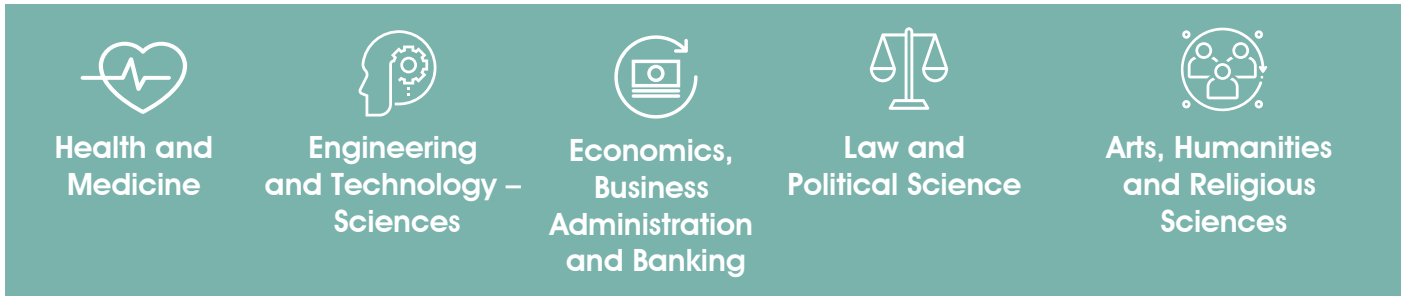 Health and
Medicine
Engineering
and Technology –
Sciences
Economics,
Business
Administration
and Banking
Law and
Political Science
Arts, Humanities
and Religious
Sciences